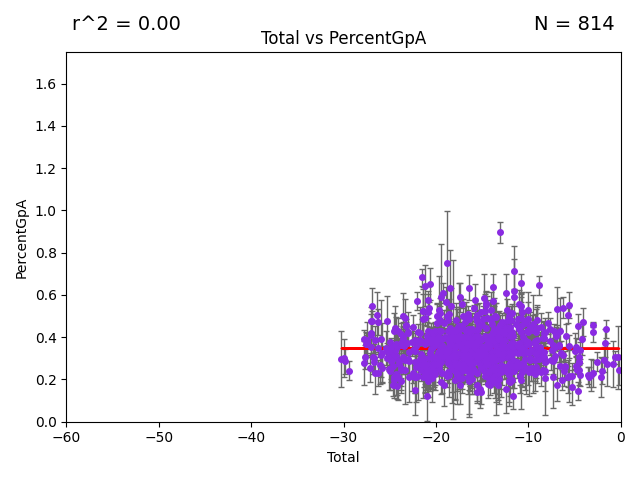 r^2 = 0.00
N = 814
Total vs PercentGpA
PercentGpA
1.6
1.4
1.2
1.0
0.8
0.6
0.4
0.2
0.0
−60 −50 −40 −30 −20 −10 0
Total